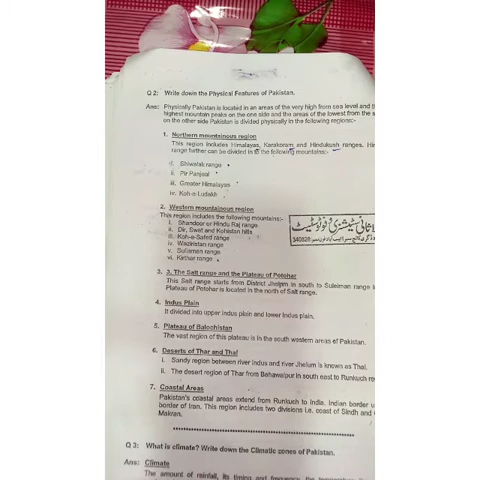 Q 2: Write down the Physical Features of Pakistan.
Ans: Physically Pakistan is located in an areas of the very high from sea level and
highest mountain peaks on the one side and the areas of the lowest from the
on the other side Pakistan is divided physically in the following regions:-
1. Northern mountainous region
This region includes Himalayas, Karakoram and Hindukush ranges.
range further can be divided in to the following mountains:-
i. Shiwalak range
ii. Pir Panjaal
iii. Greater Himalayas
iv. Koh-e-Ludakh
2. Western mountainous region
This region includes the following mountains:-
i. Shandoor or Hindu Raj range
ii. Dir, Swat and Kohistan hills
iii. Koh-e-Safed range
iv. Waziristan range
v. Sulieman range
vi. Kirthar range
فوٹوسٹیٹ
340828
3. 3. The Salt range and the Plateau of Potohar
This Salt range starts from District Jhelum in south to Suleiman range
Plateau of Potohar is located in the north of Salt range.
4. Indus Plain
It divided into upper indus plain and lower indus plain.
5. Plateau of Balochistan
The vast region of this plateau is in the south western areas of Pakistan.
6. Deserts of Thar and Thal
i. Sandy region between river indus and river Jhelum is known as Thal.
ii. The desert region of Thar from Bahawalpur in south east to Runkuch
7. Coastal Areas
Pakistan's coastal areas extend from Runkuch to India. Indian border
border of Iran. This region includes two divisions i.e. coast of Sindh and
Makran.
Q 3: What is climate? Write down the Climatic zones of Pakistan.
Ans: Climate
The amount of rainfall, its timing and frequency, the